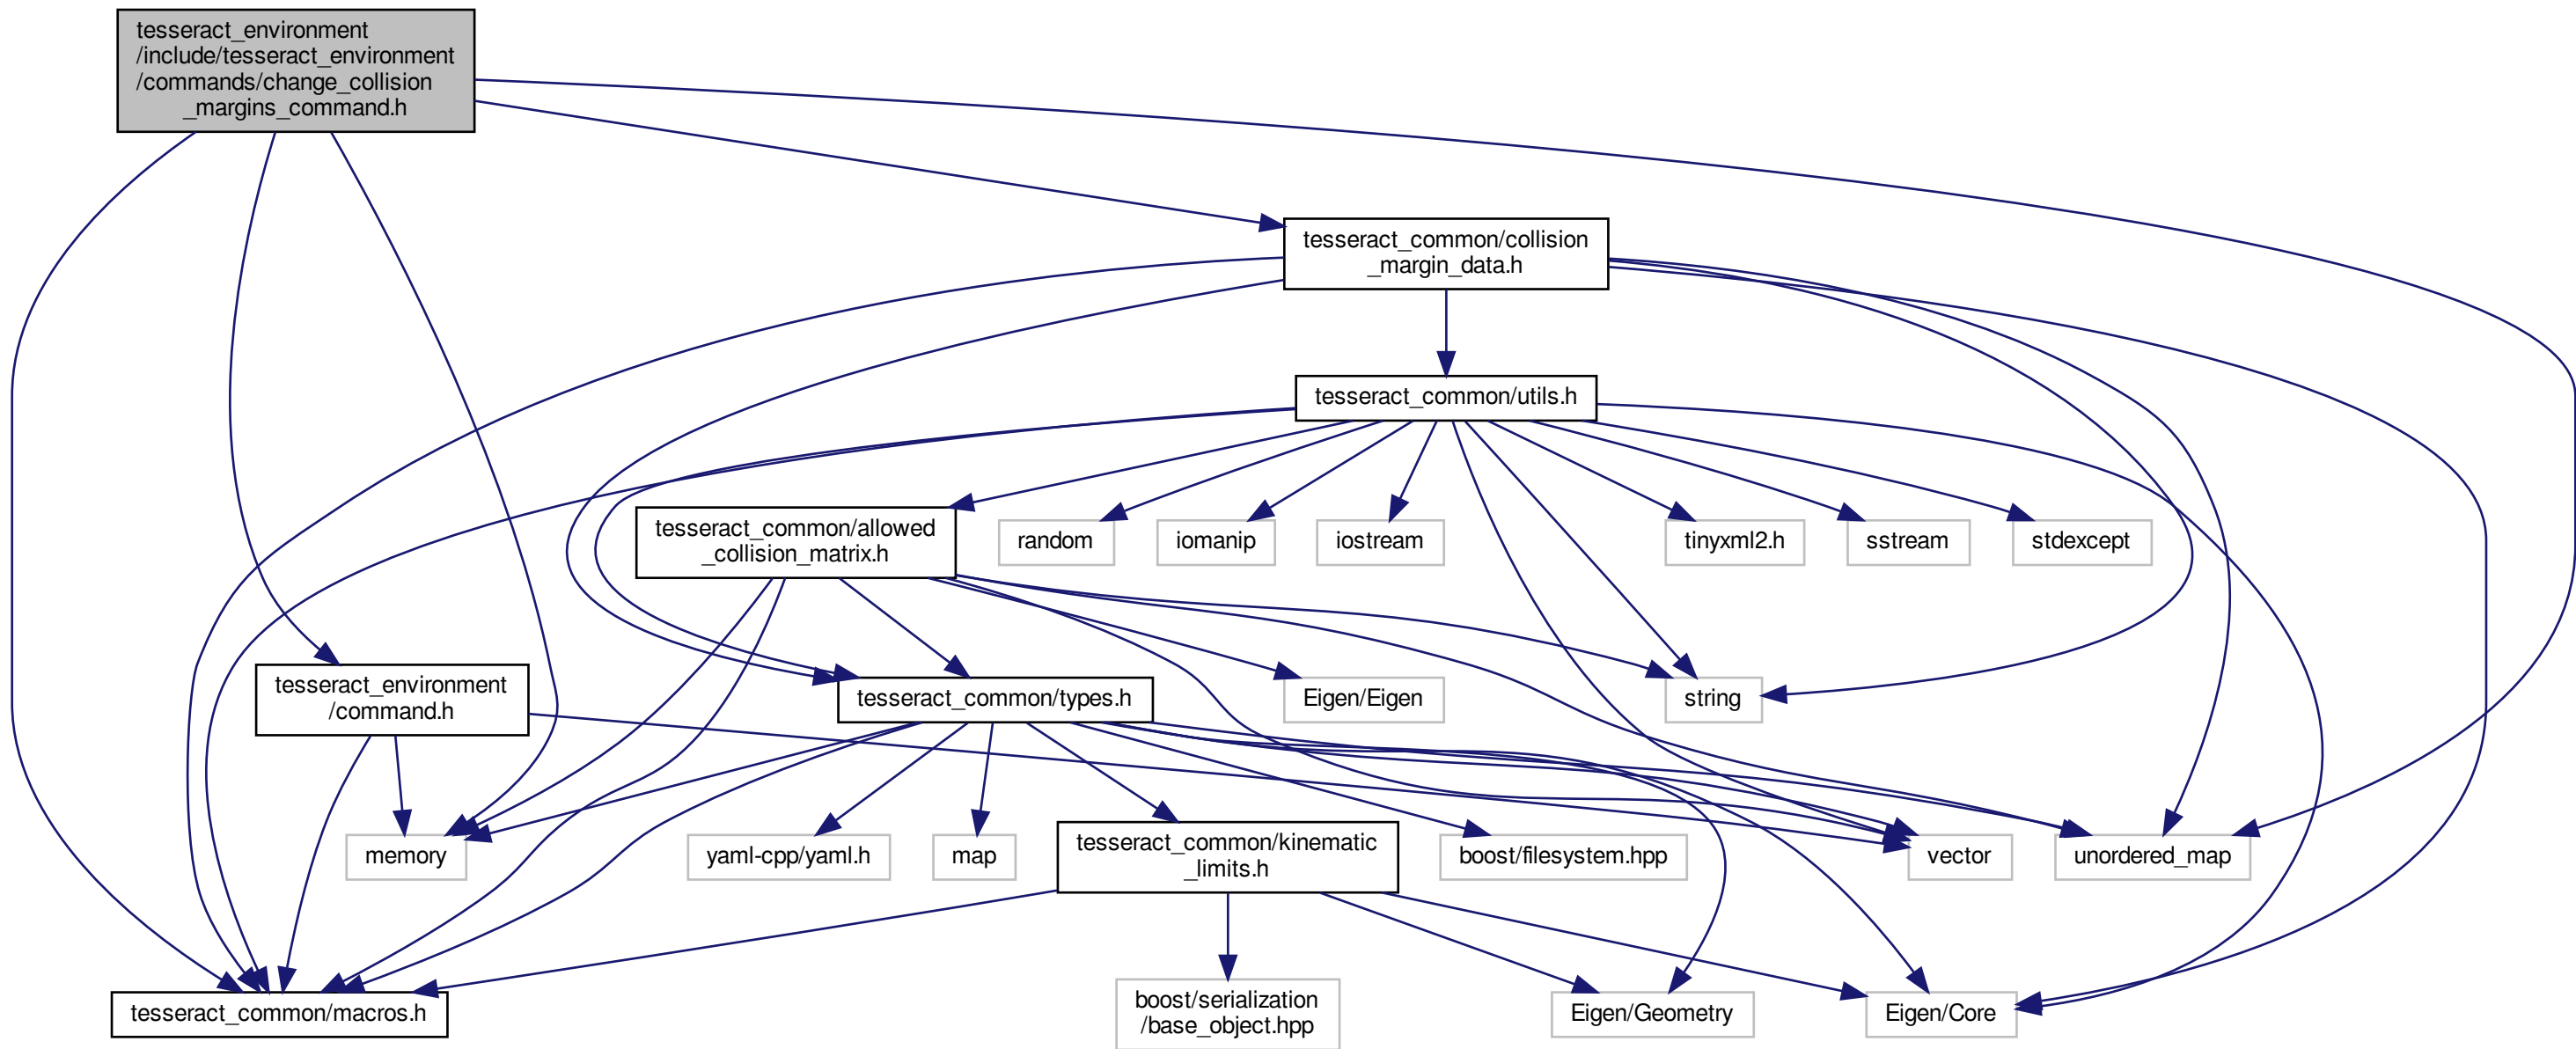 tesseract_environment
/include/tesseract_environment
/commands/change_collision
_margins_command.h
tesseract_common/collision
_margin_data.h
tesseract_common/utils.h
tesseract_common/allowed
_collision_matrix.h
random
iomanip
iostream
tinyxml2.h
sstream
stdexcept
tesseract_environment
/command.h
tesseract_common/types.h
Eigen/Eigen
string
memory
yaml-cpp/yaml.h
map
tesseract_common/kinematic
_limits.h
boost/filesystem.hpp
vector
unordered_map
tesseract_common/macros.h
boost/serialization
/base_object.hpp
Eigen/Geometry
Eigen/Core